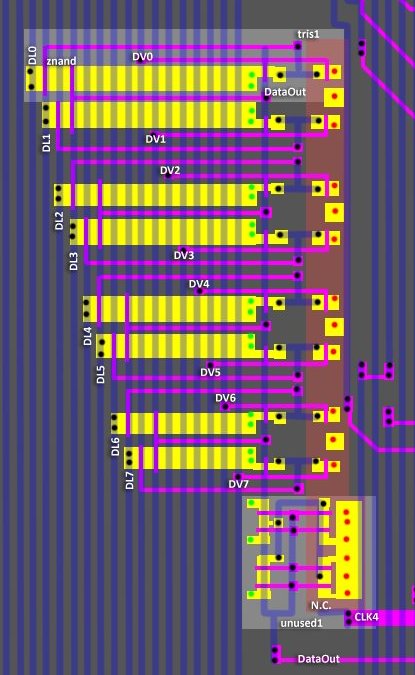 tris1
DL0
znand
DV0
DataOut
DL1
DV1
DV2
DL2
DL3
DV3
DV4
DL4
DL5
DV5
DV6
DL6
DL7
DV7
N.C.
CLK4
unused1
DataOut